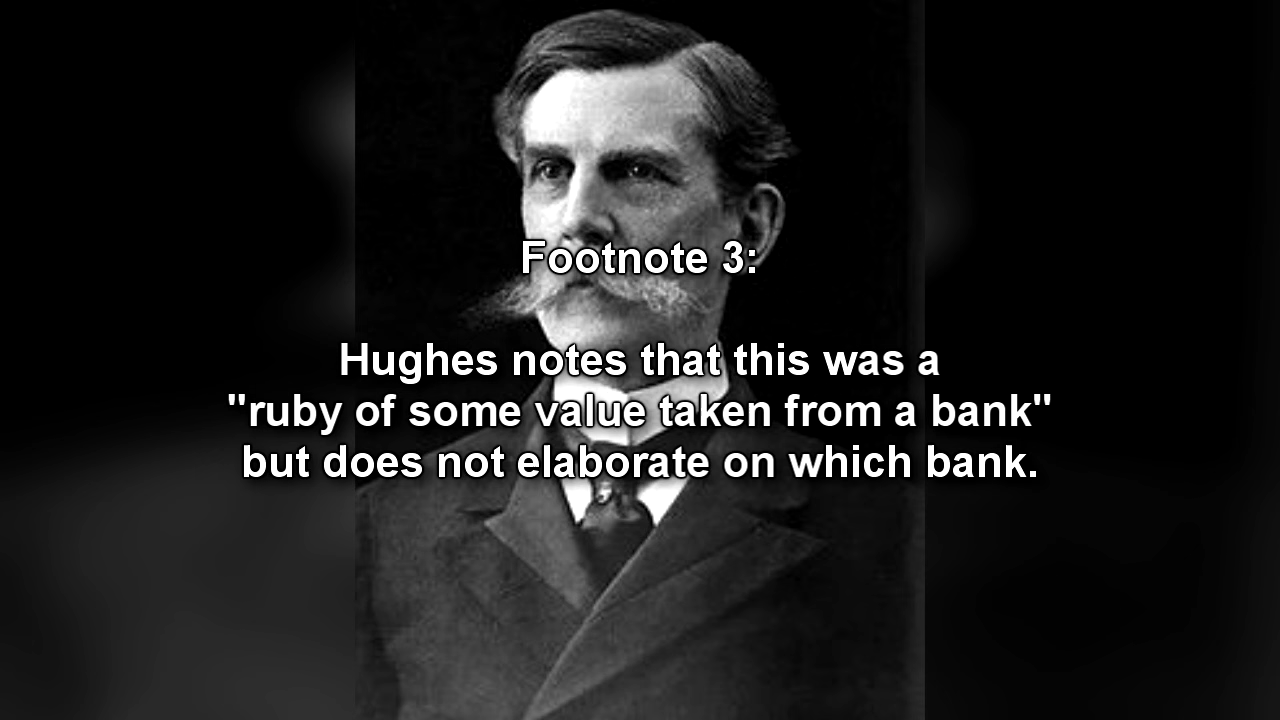 Footnote 3:
Hughes notes that this was a
"ruby of some value taken from a bank"
but does not elaborate on which bank.